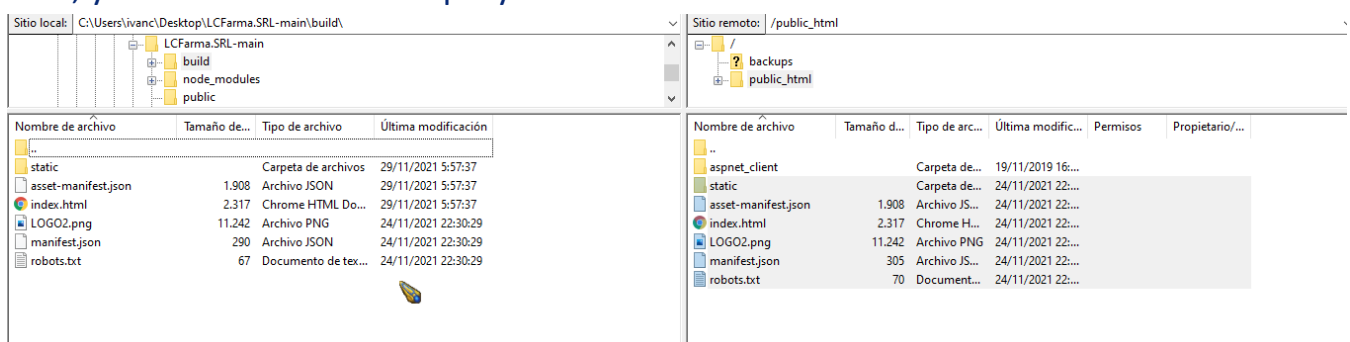 Sitio local: C:\Users\ivanc\Desktop\LCFarma.SRL-main\build\
LCFarma.SRL-main
build
node_modules
public
Nombre de archivo Tamaño de... Tipo de archivo Última modificación
..
static Carpeta de archivos 29/11/2021 5:57:37
asset-manifest.json 1.908 Archivo JSON 29/11/2021 5:57:37
index.html 2.317 Chrome HTML Do... 29/11/2021 5:57:37
LOGO2.png 11.242 Archivo PNG 24/11/2021 22:30:29
manifest.json 290 Archivo JSON 24/11/2021 22:30:29
robots.txt 67 Documento de tex... 24/11/2021 22:30:29
Sitio remoto: /public_html
/
? backups
public_html
Nombre de archivo Tamaño d... Tipo de arc... Última modific... Permisos Propietario/...
..
aspnet_client Carpeta de... 19/11/2019 16:...
static Carpeta de... 24/11/2021 22:...
asset-manifest.json 1.908 Archivo JS... 24/11/2021 22:...
index.html 2.317 Chrome H... 24/11/2021 22:...
LOGO2.png 11.242 Archivo PNG 24/11/2021 22:...
manifest.json 305 Archivo JS... 24/11/2021 22:...
robots.txt 70 Document... 24/11/2021 22:...